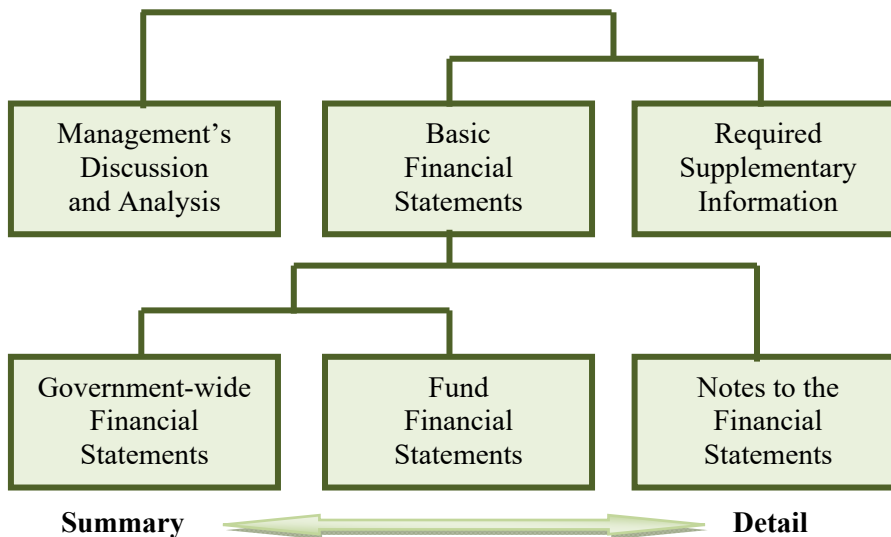 Management’s
Discussion
and Analysis
Basic
Financial
Statements
Required
Supplementary
Information
Government-wide
Financial
Statements
Fund
Financial
Statements
Notes to the
Financial
Statements
Summary
Detail